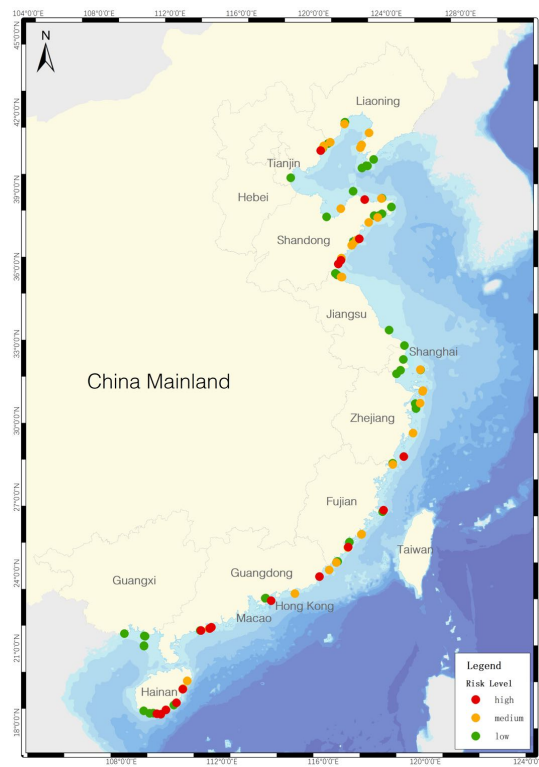 104°0'0"E 108°0'0"E 112°0'0"E 116°0'0"E 120°0'0"E 124°0'0"E 128°0'0"E
N
45°0'0"N
42°0'0"N
39°0'0"N
36°0'0"N
33°0'0"N
30°0'0"N
27°0'0"N
24°0'0"N
21°0'0"N
18°0'0"N
Liaoning
Tianjin
Hebei
Shandong
Jiangsu
Shanghai
China Mainland
Zhejiang
Fujian
Taiwan
Guangxi
Guangdong
Hong Kong
Macao
Hainan
Legend
Risk Level
high
medium
low
108°0'0"E 112°0'0"E 116°0'0"E 120°0'0"E 124°0'0"E